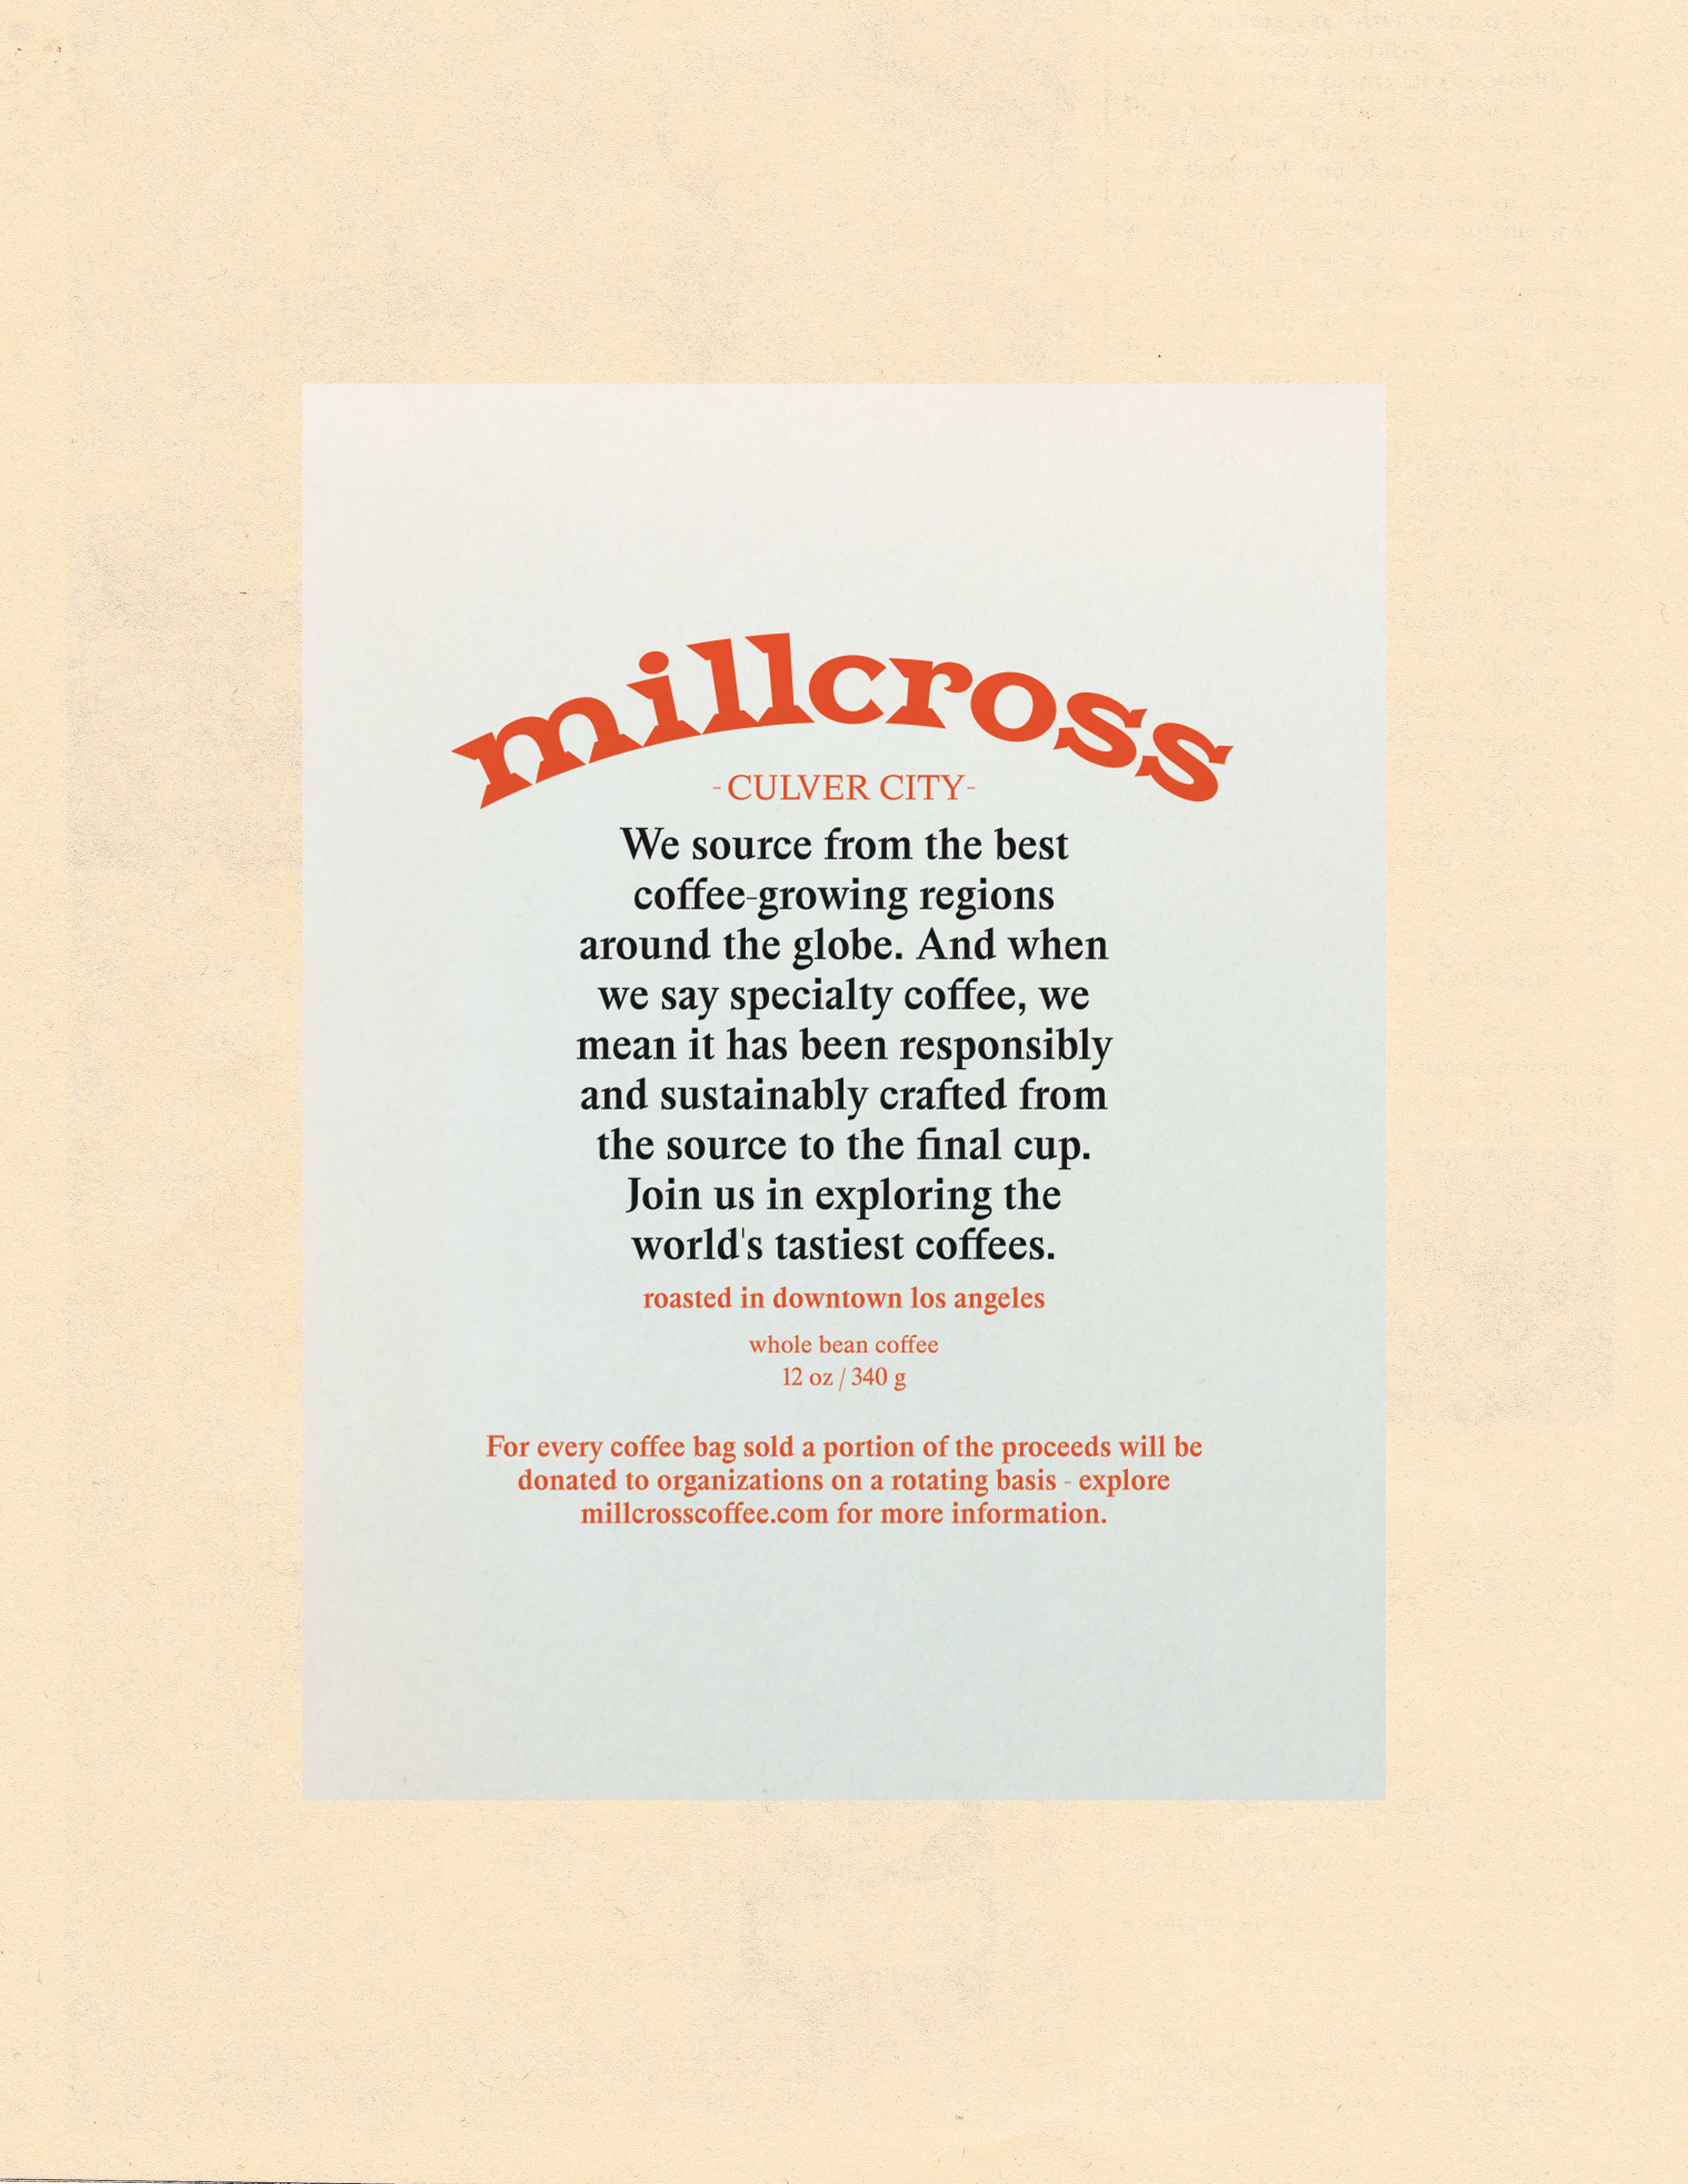 millcross
-CULVER CITY-
We source from the best
coffee-growing regions
around the globe. And when
we say specialty coffee, we
mean it has been responsibly
and sustainably crafted from
the source to the final cup.
Join us in exploring the
world's tastiest coffees.
roasted in downtown los angeles
whole bean coffee
12 oz / 340 g
For every coffee bag sold a portion of the proceeds will be
donated to organizations on a rotating basis - explore
millcrosscoffee.com for more information.